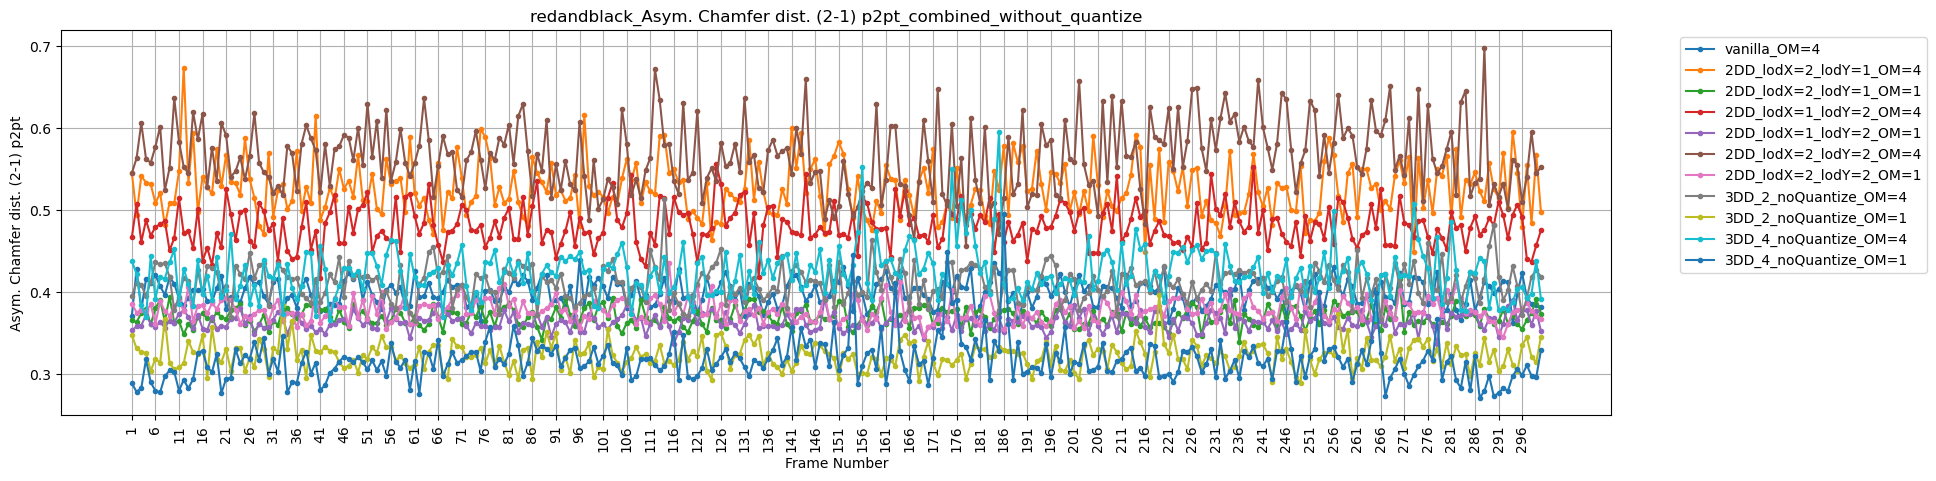 redandblack_Asym. Chamfer dist. (2-1) p2pt_combined_without_quantize
Asym. Chamfer dist. (2-1) p2pt
0.7
0.6
0.5
0.4
0.3
1 6 11 16 21 26 31 36 41 46 51 56 61 66 71 76 81 86 91 96 101 106 111 116 121 126 131 136 141 146 151 156 161 166 171 176 181 186 191 196 201 206 211 216 221 226 231 236 241 246 251 256 261 266 271 276 281 286 291 296
Frame Number
vanilla_OM=4
2DD_lodX=2_lodY=1_OM=4
2DD_lodX=2_lodY=1_OM=1
2DD_lodX=1_lodY=2_OM=4
2DD_lodX=1_lodY=2_OM=1
2DD_lodX=2_lodY=2_OM=4
2DD_lodX=2_lodY=2_OM=1
3DD_2_noQuantize_OM=4
3DD_2_noQuantize_OM=1
3DD_4_noQuantize_OM=4
3DD_4_noQuantize_OM=1